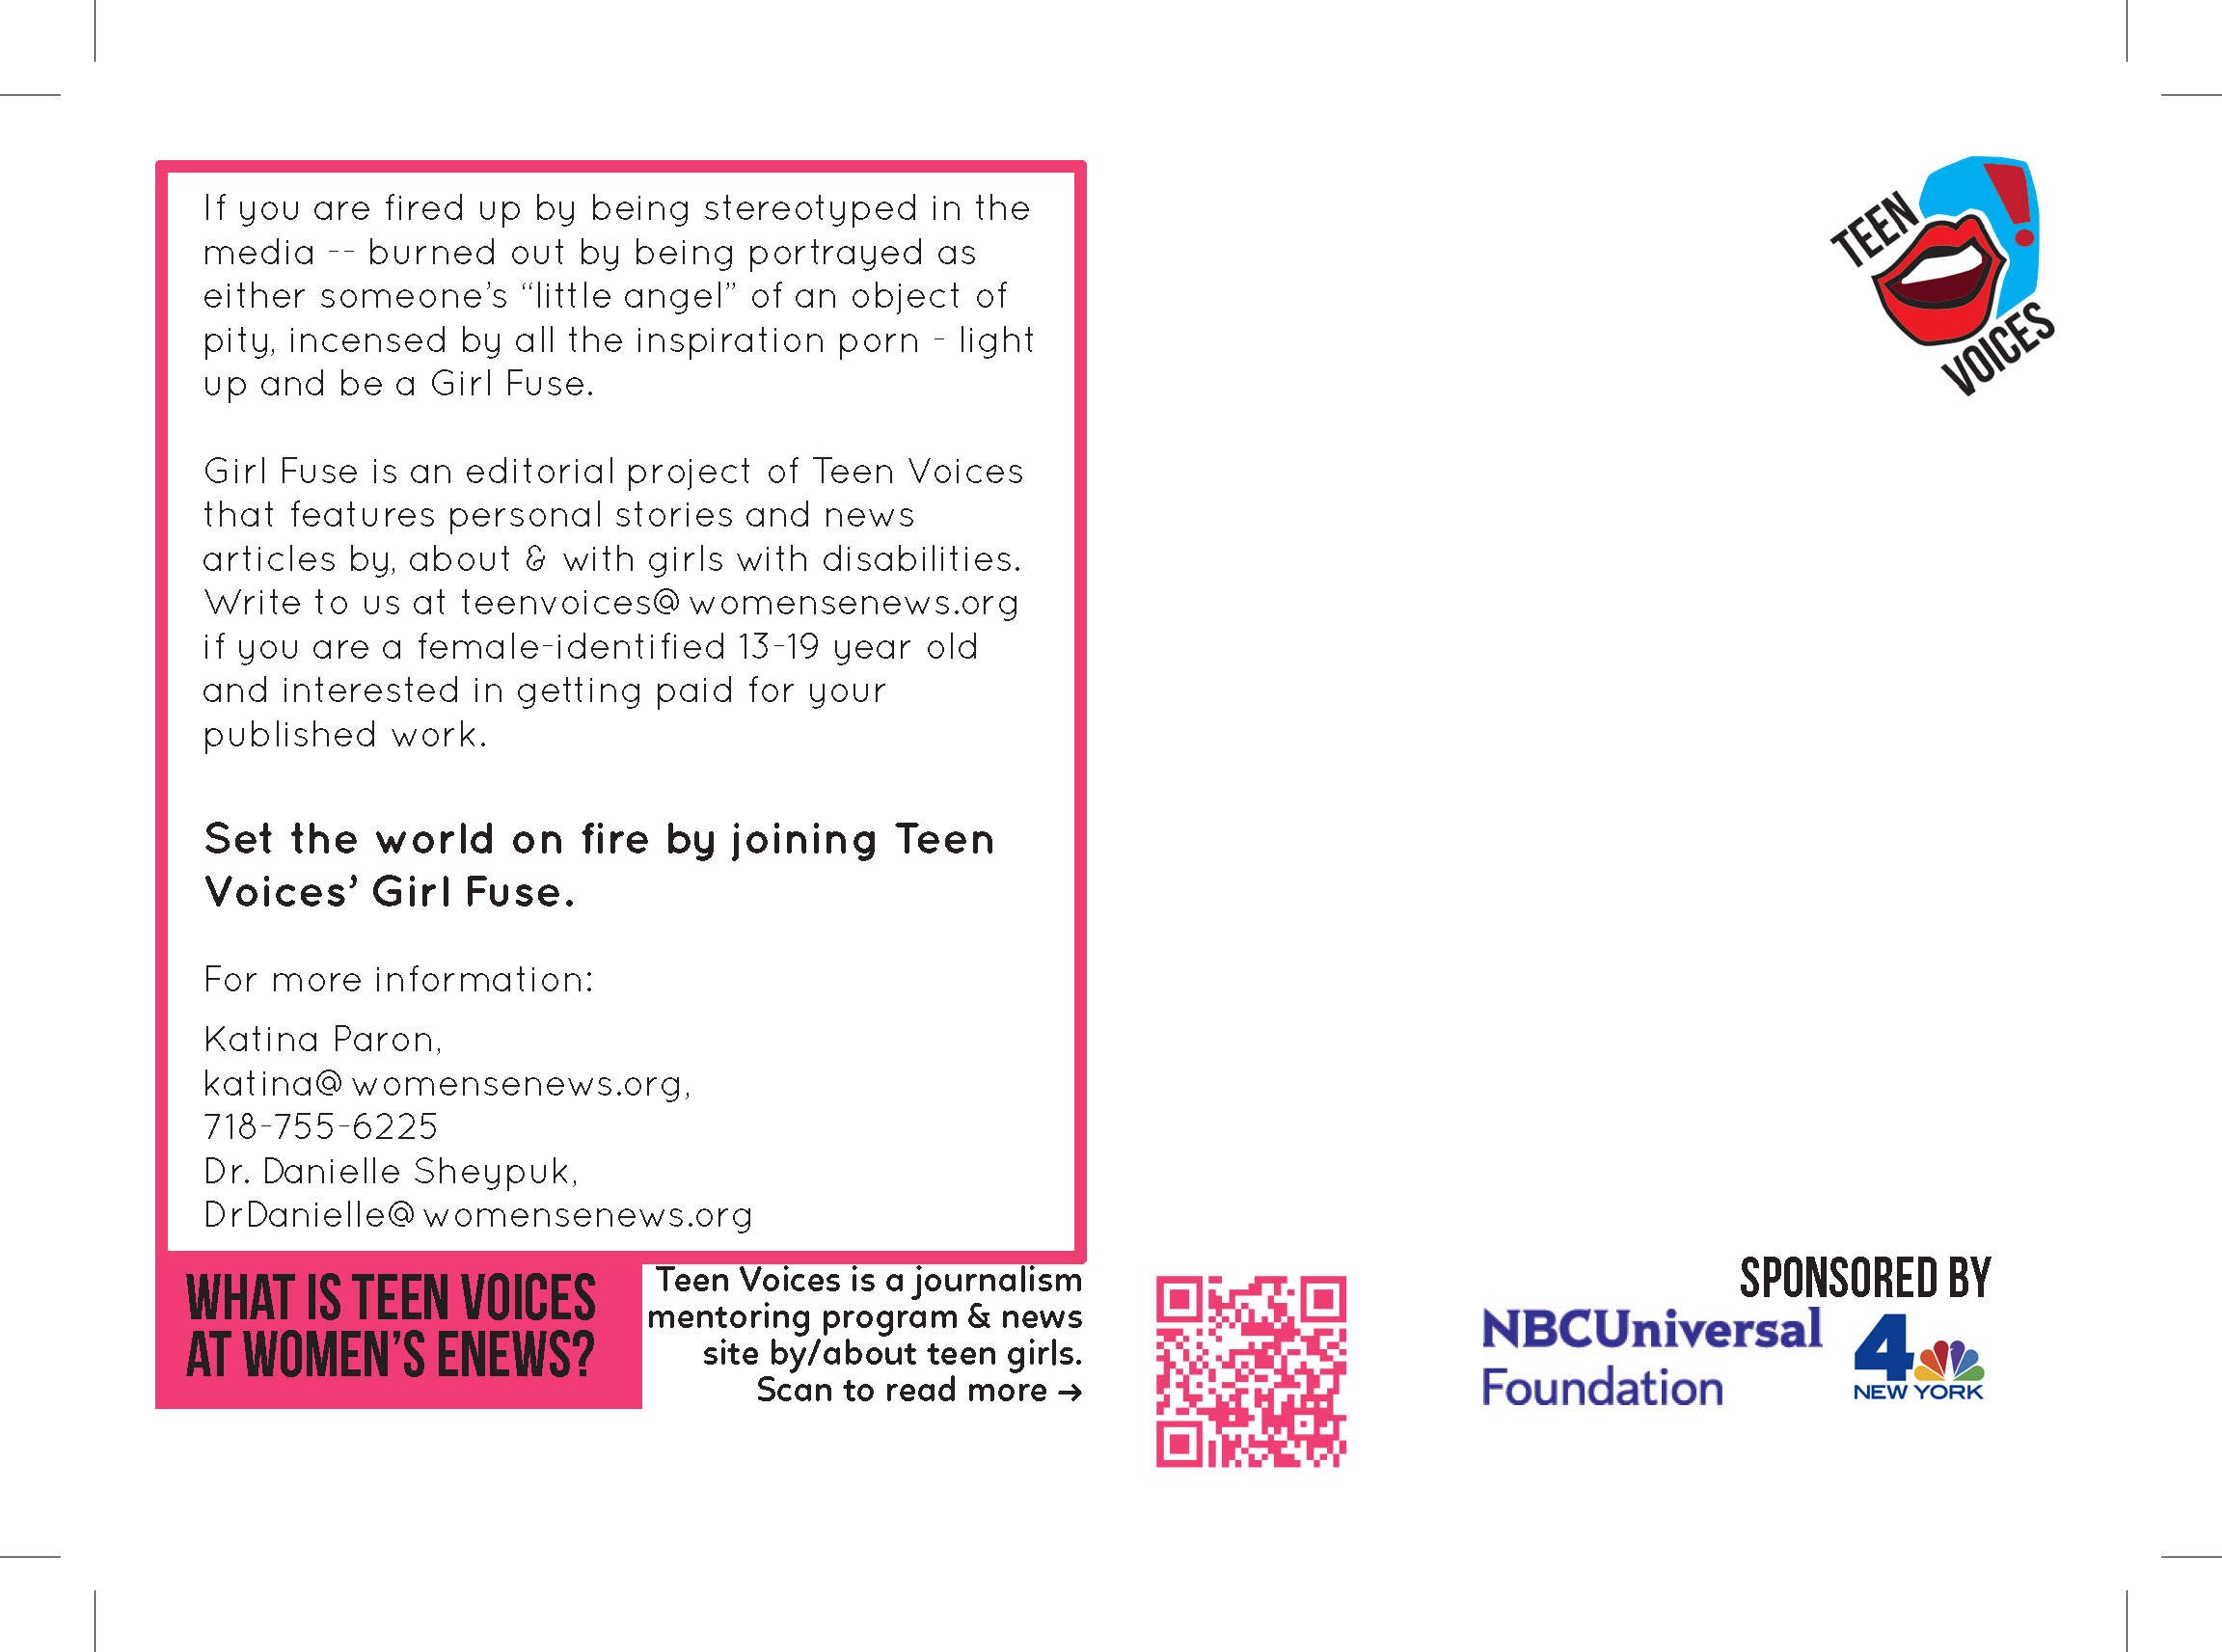 If you are fired up by being stereotyped in the
media -- burned out by being portrayed as
either someone’s “little angel” of an object of
pity, incensed by all the inspiration porn - light
up and be a Girl Fuse.
Girl Fuse is an editorial project of Teen Voices
that features personal stories and news
articles by, about & with girls with disabilities.
Write to us at teenvoices@womensenews.org
if you are a female-identified 13-19 year old
and interested in getting paid for your
published work.
Set the world on fire by joining Teen
Voices’ Girl Fuse.
For more information:
Katina Paron,
katina@womensenews.org,
718-755-6225
Dr. Danielle Sheypuk,
DrDanielle@womensenews.org
WHAT IS TEEN VOICES
AT WOMEN’S ENEWS?
Teen Voices is a journalism
mentoring program & news
site by/about teen girls.
Scan to read more →
TEEN
VOICES
SPONSORED BY
NBCUniversal
Foundation
4
NEW YORK